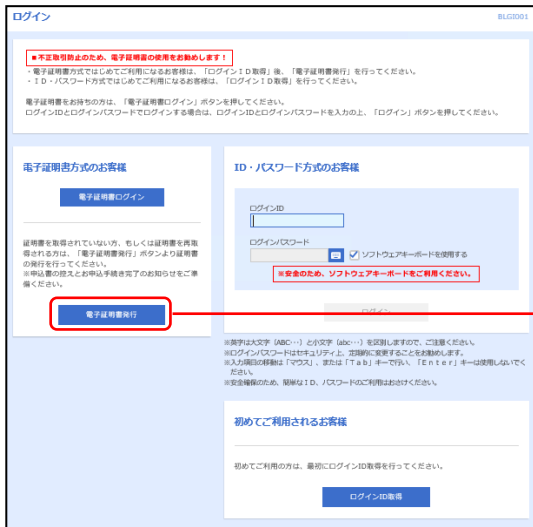 ログイン
BLGI001
■不正取引防止のため、電子証明書の使用をお勧めします！
・電子証明書方式ではじめてご利用になるお客様は、「ログインＩＤ取得」後、「電子証明書発行」を行ってください。
・ＩＤ・パスワード方式ではじめてご利用になるお客様は、「ログインＩＤ取得」を行ってください。
電子証明書をお持ちの方は、「電子証明書ログイン」ボタンを押してください。
ログインIDとログインパスワードでログインする場合は、ログインIDとログインパスワードを入力の上、「ログイン」ボタンを押してください。
電子証明書方式のお客様
電子証明書ログイン
証明書を取得されていない方、もしくは証明書を再取
得される方は、「電子証明書発行」ボタンより証明書
の発行を行ってください。
※申込書の控えとお申込手続き完了のお知らせをご準
備ください。
電子証明書発行
ID・パスワード方式のお客様
ログインID
ログインパスワード
ソフトウェアキーボードを使用する
※安全のため、ソフトウェアキーボードをご利用ください。
ログイン
※英字は大文字（ABC･･･）と小文字（abc･･･）を区別しますので、ご注意ください。
※ログインパスワードはセキュリティ上、定期的に変更することをお勧めします。
※入力項目の移動は「マウス」、または「Ｔａｂ」キーで行い、「Ｅｎｔｅｒ」キーは使用しないでく
ださい。
※安全確保のため、簡単なＩＤ、パスワードのご利用はおさけください。
初めてご利用されるお客様
初めてご利用の方は、最初にログインID取得を行ってください。
ログインID取得